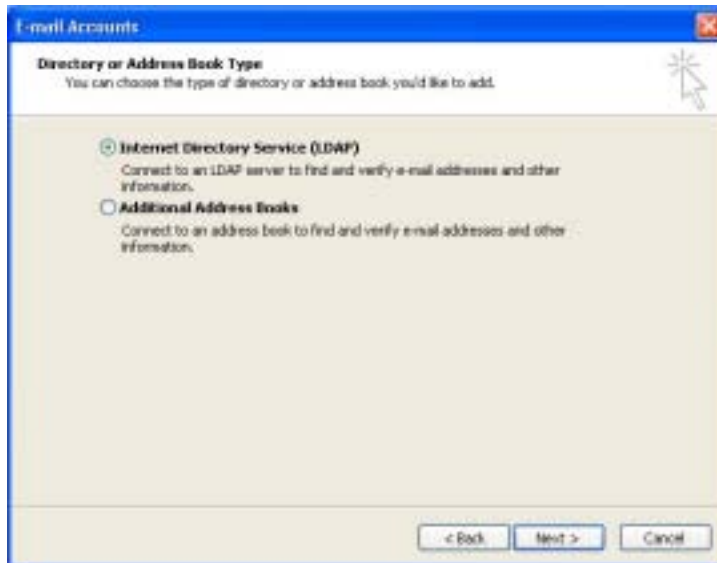 E-mail Accounts
Directory or Address Book Type
You can choose the type of directory or address book you'd like to add.
Internet Directory Service (LDAP)
Connect to an LDAP server to find and verify e-mail addresses and other
information.
Additional Address Books
Connect to an address book to find and verify e-mail addresses and other
information.
< Back
Next >
Cancel